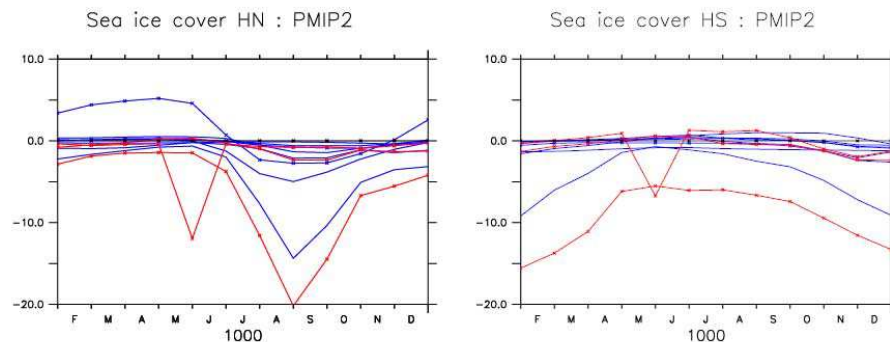 Sea ice cover HN : PMIP2
10.0
0.0
-10.0
-20.0
F M A M J J A S O N D
1000
Sea ice cover HS : PMIP2
10.0
0.0
-10.0
-20.0
F M A M J J A S O N D
1000